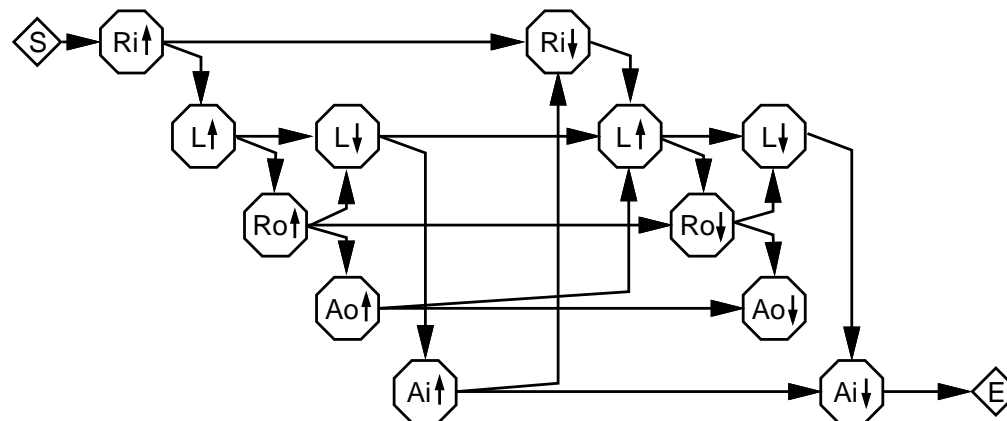 S Ri↑ Ri↓
L↑ L↓ L↑ L↓
Ro↑ Ro↓
Ao↑ Ao↓
Ai↑ Ai↓ E